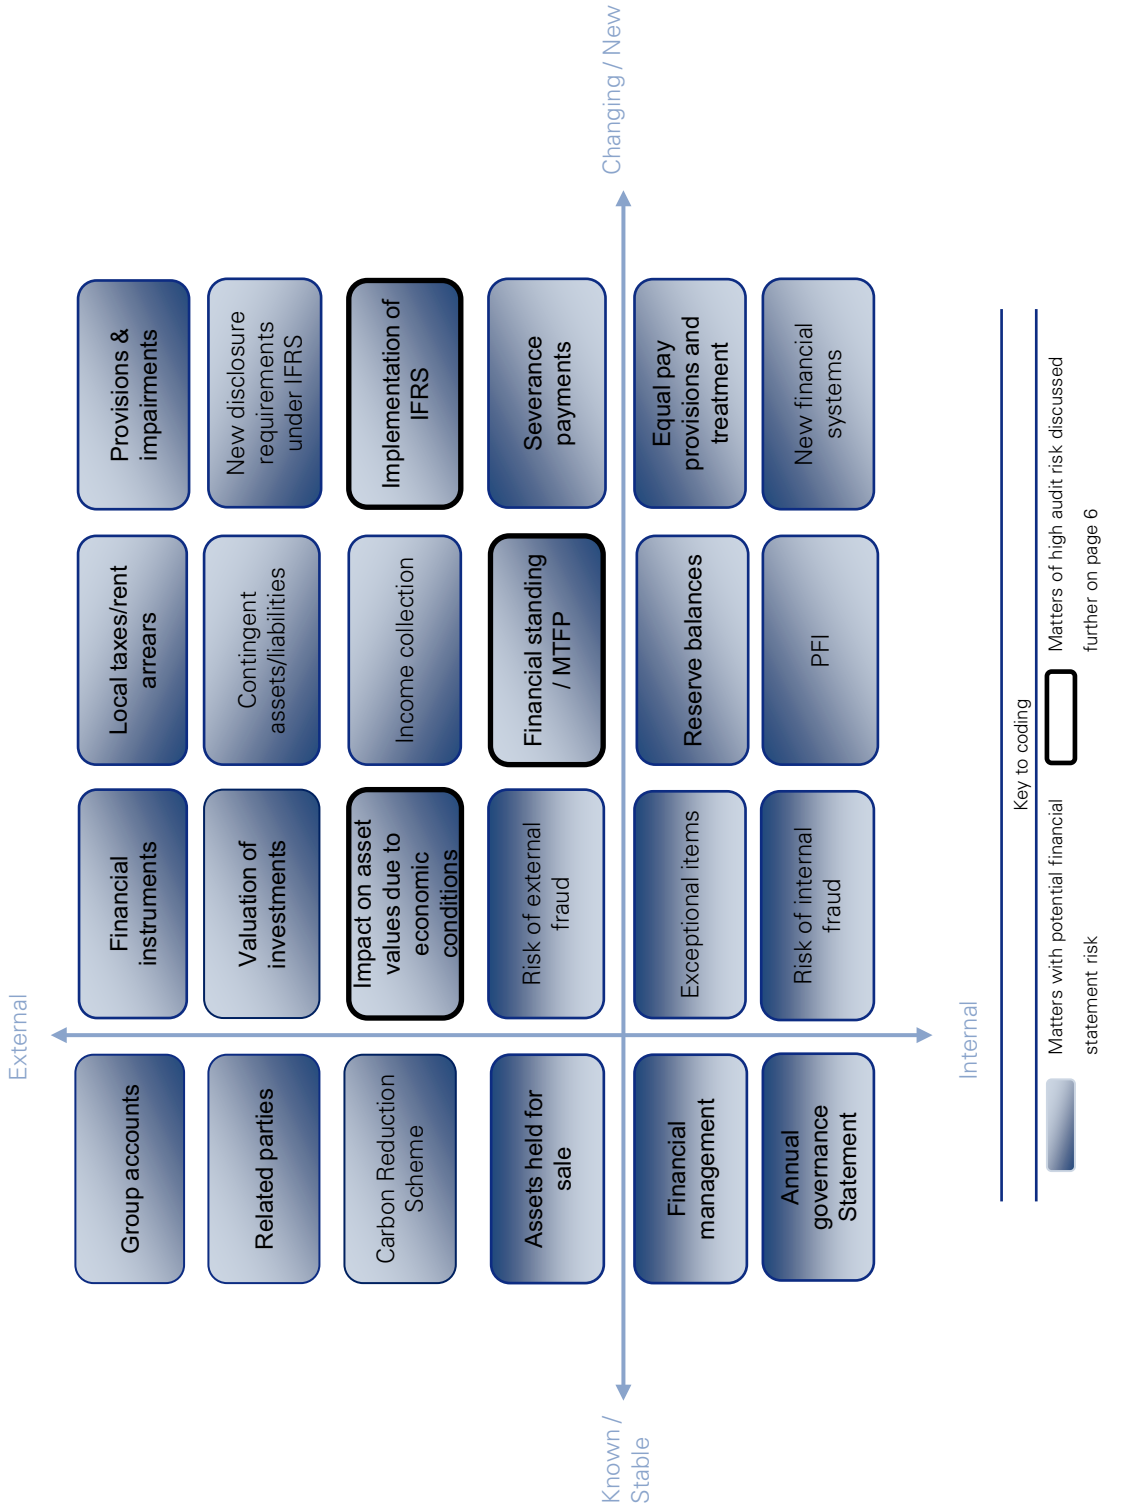 External
Group accounts
Financial
instruments
Local taxes/rent
arrears
Provisions &
impairments
Related parties
Valuation of
investments
Contingent
assets/liabilities
New disclosure
requirements
under IFRS
Carbon Reduction
Scheme
Impact on asset
values due to
economic
conditions
Income collection
Implementation of
IFRS
Assets held for
sale
Risk of external
fraud
Financial standing
/ MTFP
Severance
payments
Known /
Stable
Changing / New
Financial
management
Exceptional items
Reserve balances
Equal pay
provisions and
treatment
Annual
governance
Statement
Risk of internal
fraud
PFI
New financial
systems
Internal
Key to coding
Matters with potential financial
statement risk
Matters of high audit risk discussed
further on page 6